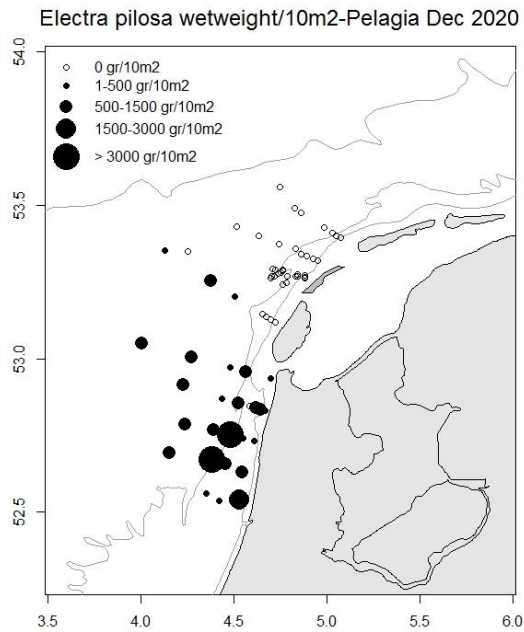 Electra pilosa wetweight/10m2-Pelagia Dec 2020
0 gr/10m2
1-500 gr/10m2
500-1500 gr/10m2
1500-3000 gr/10m2
> 3000 gr/10m2
54.0
53.5
53.0
52.5
3.5 4.0 4.5 5.0 5.5 6.0